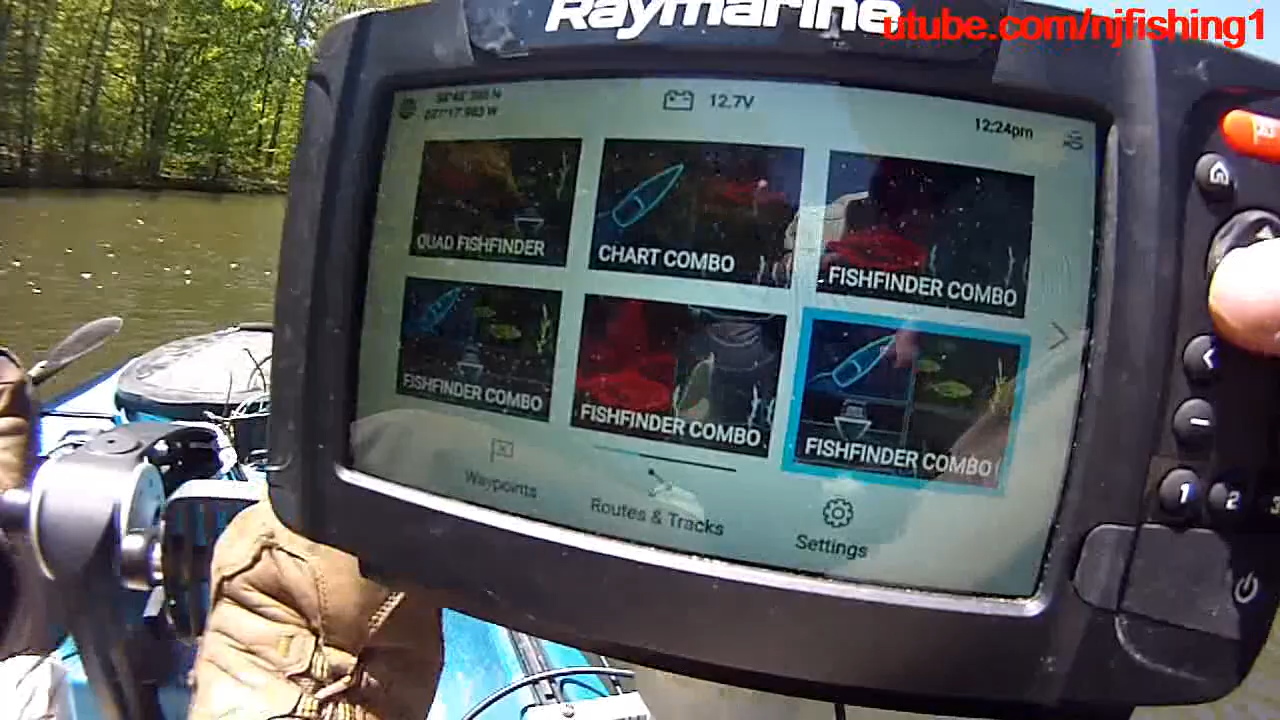 Raymarine
utube.com/njfishing1
12.7V
12:24pm
QUAD FISHFINDER
CHART COMBO
FISHFINDER COMBO
FISHFINDER COMBO
FISHFINDER COMBO
FISHFINDER COMBO
Waypoints
Routes & Tracks
Settings
1
2
3